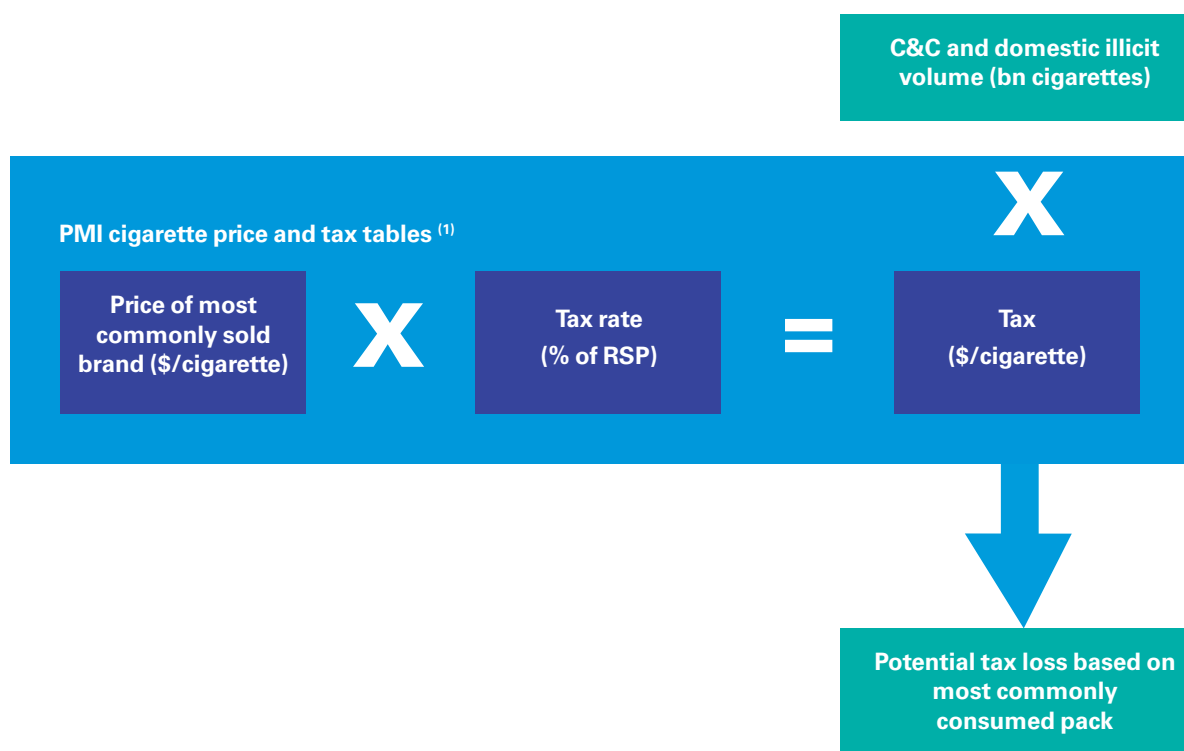 C&C and domestic illicit
volume (bn cigarettes)
X
PMI cigarette price and tax tables (1)
Price of most
commonly sold
brand ($/cigarette)
X
Tax rate
(% of RSP)
=
Tax
($/cigarette)
Potential tax loss based on
most commonly
consumed pack